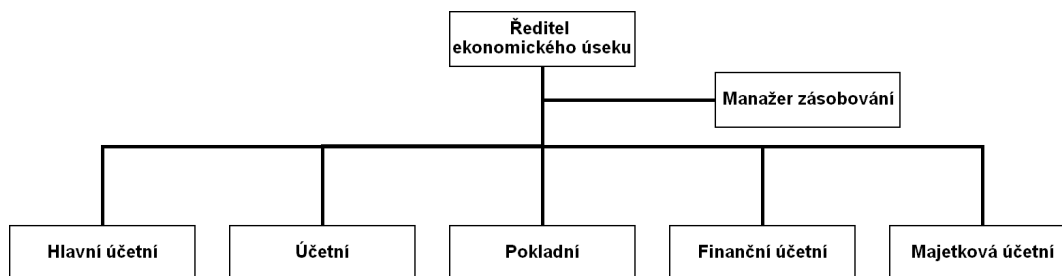 Ředitel
ekonomického úseku
Manažer zásobování
Hlavní účetní
Účetní
Pokladní
Finanční účetní
Majetková účetní